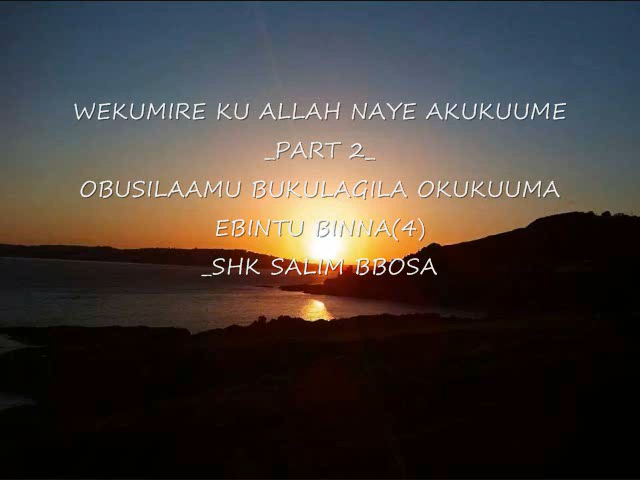 WEKUMIRE KU ALLAH NAYE AKUKUUME
_PART 2_
OBUSILAAMU BUKULAGILA OKUKUUMA
EBINTU BINNA(4)
_SHK SALIM BBOSA